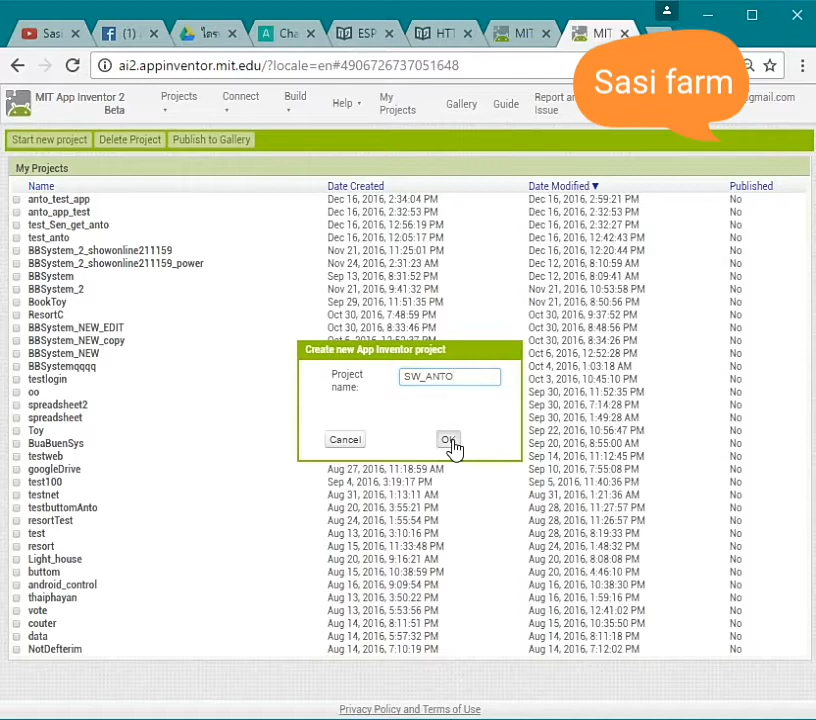 Sasi
f (1)
ใคร
A Cha
ESP
HTT
MIT
MIT
ai2.appinventor.mit.edu/?locale=en#4906726737051648
Sasi farm
MIT App Inventor 2
Beta
Projects
Connect
Build
Help
My
Projects
Gallery
Guide
Report an
Issue
@gmail.com
Start new project
Delete Project
Publish to Gallery
My Projects
Name Date Created Date Modified▼ Published
anto_test_app Dec 16, 2016, 2:34:04 PM Dec 16, 2016, 2:59:21 PM No
anto_app_test Dec 16, 2016, 2:32:53 PM Dec 16, 2016, 2:32:53 PM No
test_Sen_get_anto Dec 16, 2016, 12:56:19 PM Dec 16, 2016, 2:32:27 PM No
test_anto Dec 16, 2016, 12:05:17 PM Dec 16, 2016, 12:42:43 PM No
BBSystem_2_showonline211159 Nov 21, 2016, 11:25:01 PM Dec 16, 2016, 12:20:44 PM No
BBSystem_2_showonline211159_power Nov 24, 2016, 2:31:23 AM Dec 12, 2016, 8:10:59 AM No
BBSystem Sep 13, 2016, 8:31:52 PM Dec 12, 2016, 8:09:41 AM No
BBSystem_2 Nov 21, 2016, 9:41:32 PM Nov 21, 2016, 10:53:58 PM No
BookToy Sep 29, 2016, 11:51:35 PM Nov 21, 2016, 8:50:56 PM No
ResortC Oct 30, 2016, 7:48:59 PM Oct 30, 2016, 9:37:52 PM No
BBSystem_NEW_EDIT Oct 30, 2016, 8:33:46 PM Oct 30, 2016, 8:48:56 PM No
BBSystem_NEW_copy Oct 6, 2016, 12:52:37 PM Oct 30, 2016, 8:34:26 PM No
BBSystem_NEW Oct 6, 2016, 12:52:28 PM No
BBSystemqqqq Oct 4, 2016, 1:03:18 AM No
testlogin Oct 3, 2016, 10:45:10 PM No
oo Sep 30, 2016, 11:52:35 PM No
spreadsheet2 Sep 30, 2016, 7:14:28 PM No
spreadsheet Sep 30, 2016, 1:49:28 AM No
Toy Sep 22, 2016, 10:56:47 PM No
BuaBuenSys Sep 20, 2016, 8:55:00 AM No
testweb Sep 14, 2016, 11:12:45 PM No
Create new App Inventor project
Project
name:
SW_ANTO
Cancel
OK
googleDrive Aug 27, 2016, 11:18:59 AM Sep 10, 2016, 7:55:08 PM No
test100 Sep 4, 2016, 3:19:17 PM Sep 5, 2016, 11:40:36 PM No
testnet Aug 31, 2016, 1:13:11 AM Aug 31, 2016, 1:21:36 AM No
testbuttomAnto Aug 20, 2016, 3:55:21 PM Aug 28, 2016, 11:27:57 PM No
resortTest Aug 24, 2016, 1:55:54 PM Aug 28, 2016, 11:26:57 PM No
test Aug 13, 2016, 3:10:16 PM Aug 28, 2016, 8:19:33 PM No
resort Aug 15, 2016, 11:33:48 PM Aug 24, 2016, 1:48:32 PM No
Light_house Aug 20, 2016, 9:16:21 AM Aug 20, 2016, 8:08:08 PM No
buttom Aug 15, 2016, 10:38:59 PM Aug 20, 2016, 4:46:10 PM No
android_control Aug 16, 2016, 9:09:54 PM Aug 16, 2016, 10:38:30 PM No
thaiphayan Aug 13, 2016, 3:50:22 PM Aug 16, 2016, 1:59:16 PM No
vote Aug 13, 2016, 5:53:56 PM Aug 16, 2016, 12:41:02 PM No
couter Aug 14, 2016, 8:11:51 PM Aug 15, 2016, 10:35:50 PM No
data Aug 14, 2016, 5:57:32 PM Aug 14, 2016, 8:11:18 PM No
NotDefterim Aug 14, 2016, 7:10:19 PM Aug 14, 2016, 7:12:02 PM No
Privacy Policy and Terms of Use